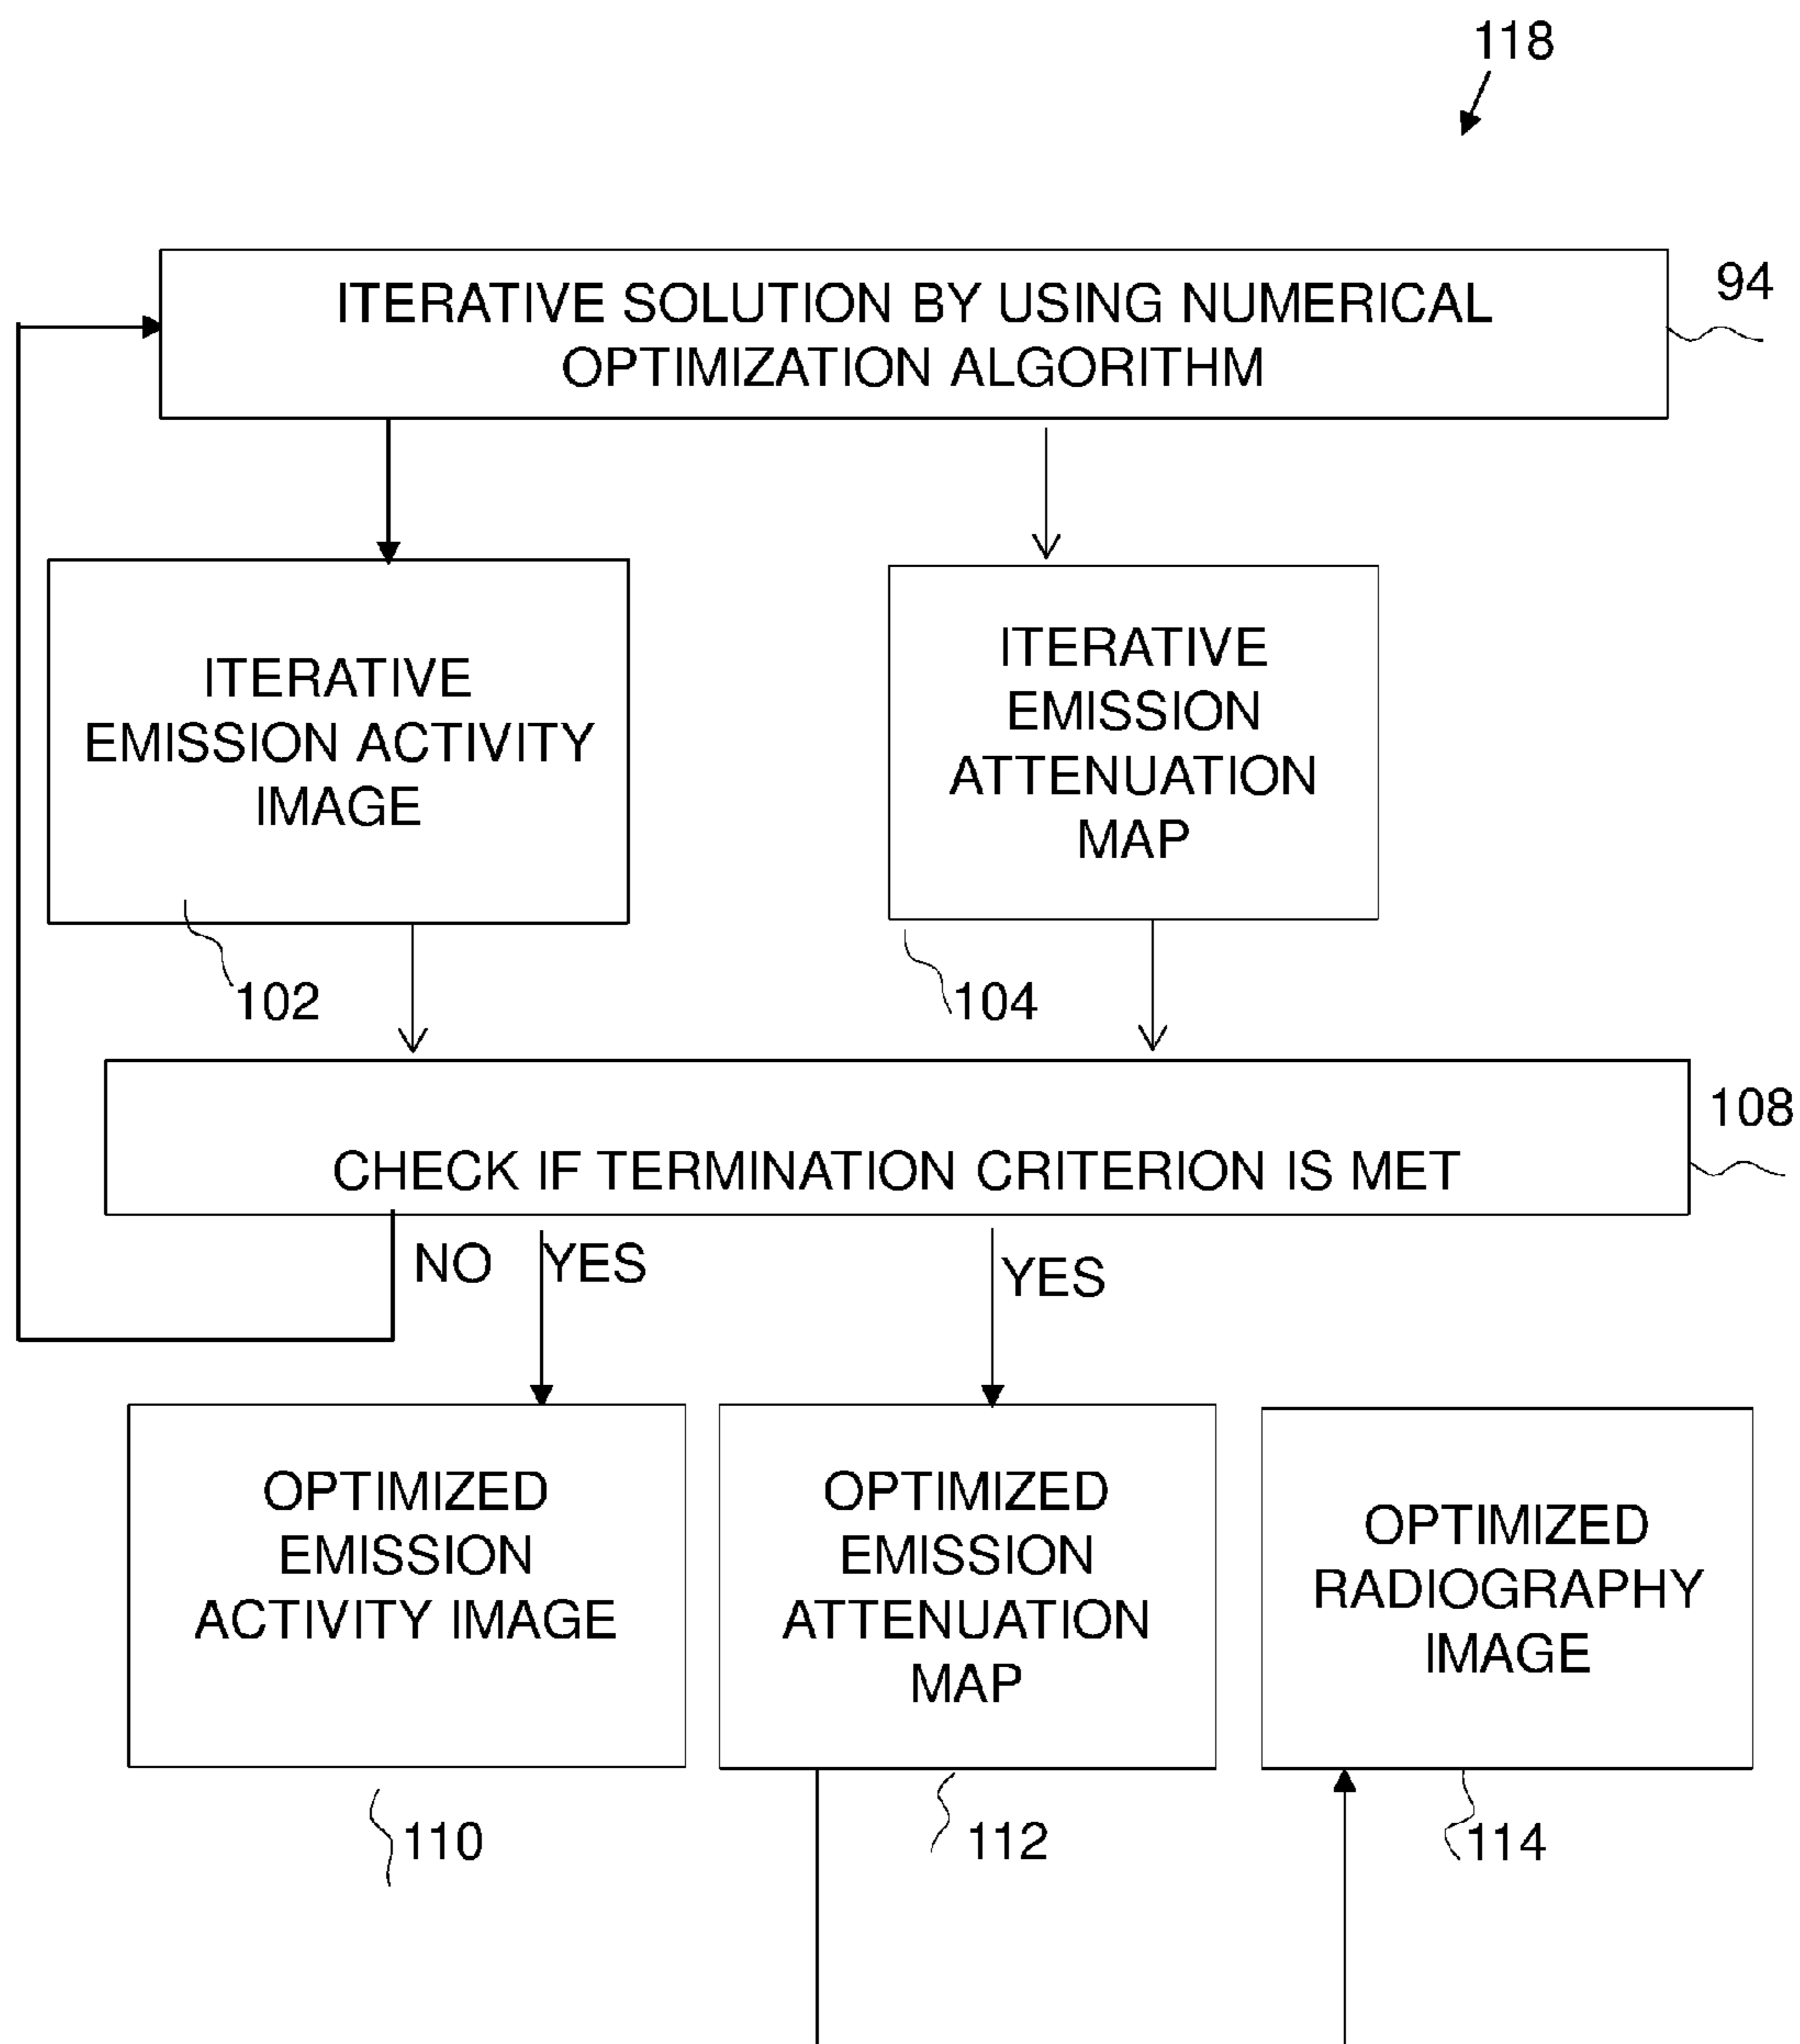 118
ITERATIVE SOLUTION BY USING NUMERICAL
OPTIMIZATION ALGORITHM
94
ITERATIVE
EMISSION ACTIVITY
IMAGE
102
ITERATIVE
EMISSION
ATTENUATION
MAP
104
CHECK IF TERMINATION CRITERION IS MET
108
NO
YES
YES
OPTIMIZED
EMISSION
ACTIVITY IMAGE
110
OPTIMIZED
EMISSION
ATTENUATION
MAP
112
OPTIMIZED
RADIOGRAPHY
IMAGE
114